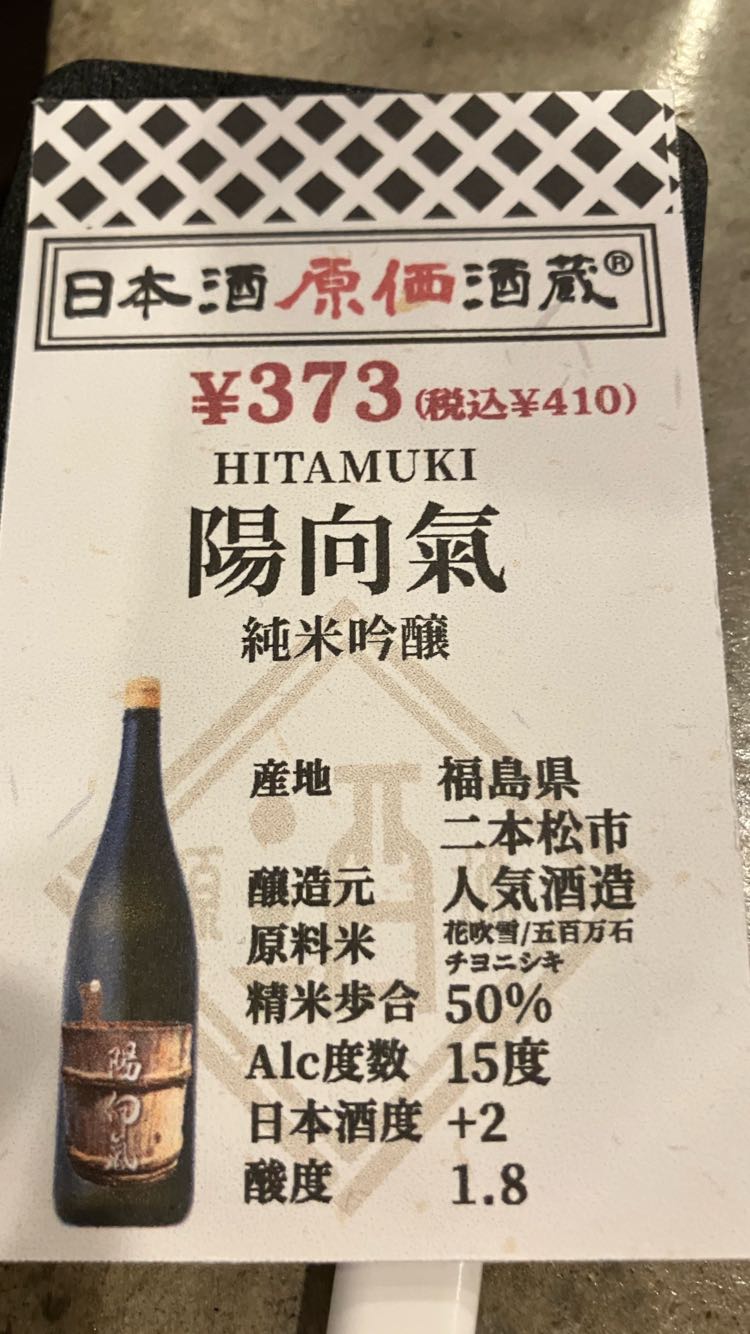 日本酒原価酒蔵®
¥373(税込¥410)
HITAMUKI
陽向氣
純米吟醸
産地 福島県
二本松市
醸造元 人気酒造
原料米 花吹雪/五百万石
チヨニシキ
精米歩合 50%
Alc度数 15度
日本酒度 +2
酸度 1.8
陽向氣